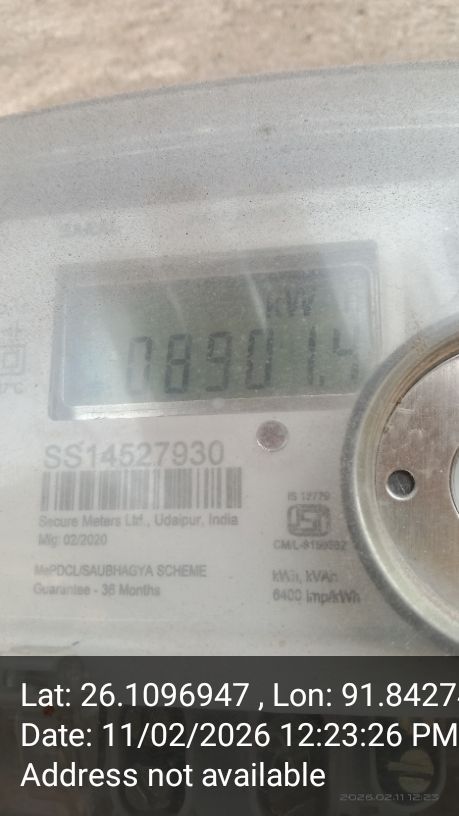 kW
08901.4
SS14527930
Secure Meters Ltd., Udaipur, India
Mfg: 02/2020
IS 13779
MePDCL/SAUBHAGYA SCHEME
Guarantee - 36 Months
kWh, kVAh
6400 imp/kWh
Lat: 26.1096947 , Lon: 91.8427
Date: 11/02/2026 12:23:26 PM
Address not available
2026.02.11 12:23